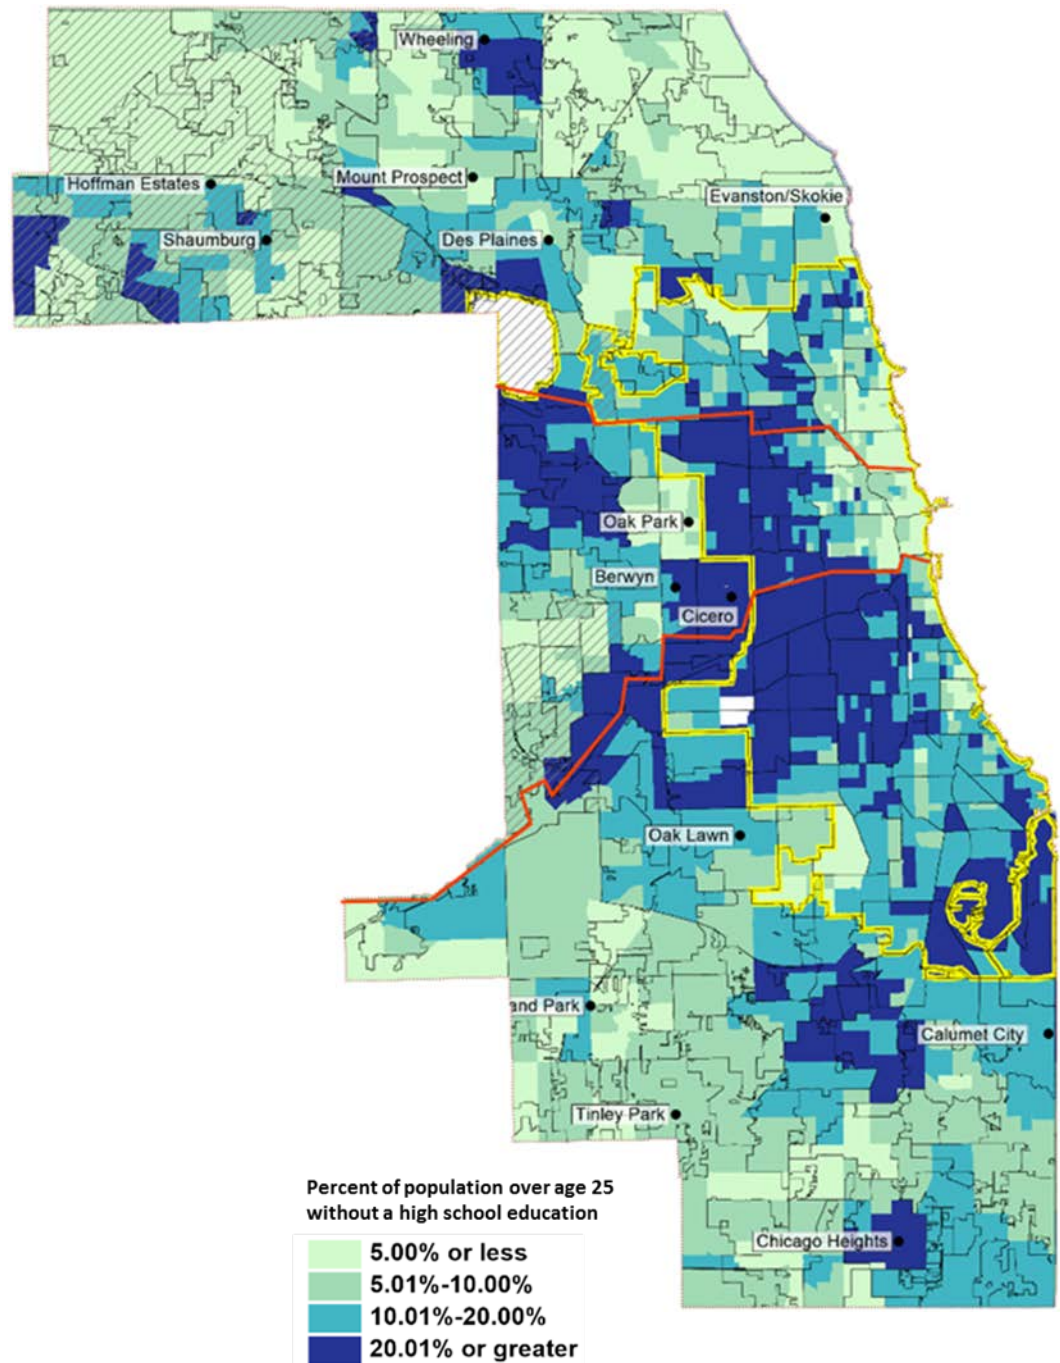 Wheeling
Hoffman Estates
Mount Prospect
Evanston/Skokie
Shaumburg
Des Plaines
Oak Park
Berwyn
Cicero
Oak Lawn
and Park
Calumet City
Tinley Park
Chicago Heights
Percent of population over age 25
without a high school education
5.00% or less
5.01%-10.00%
10.01%-20.00%
20.01% or greater